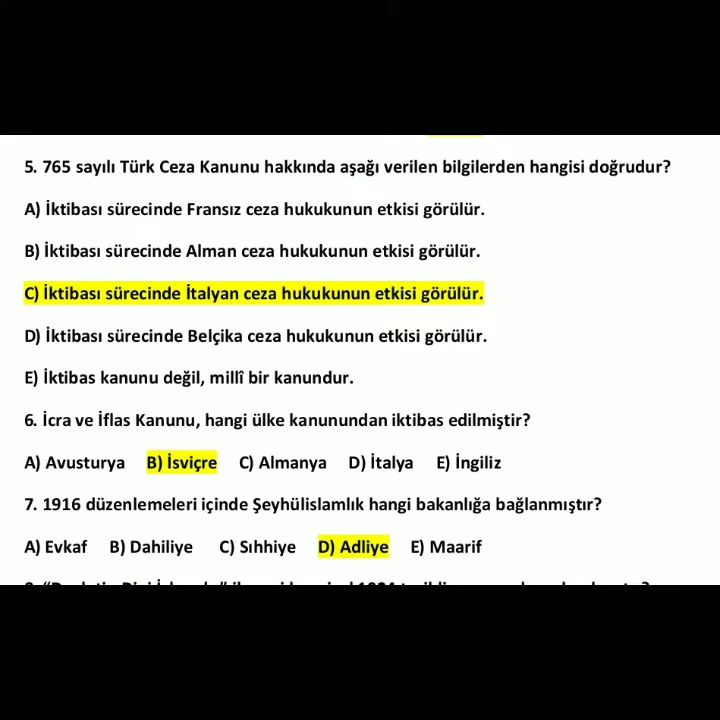 5. 765 sayılı Türk Ceza Kanunu hakkında aşağı verilen bilgilerden hangisi doğrudur?
A) İktibası sürecinde Fransız ceza hukukunun etkisi görülür.
B) İktibası sürecinde Alman ceza hukukunun etkisi görülür.
C) İktibası sürecinde İtalyan ceza hukukunun etkisi görülür.
D) İktibası sürecinde Belçika ceza hukukunun etkisi görülür.
E) İktibas kanunu değil, millî bir kanundur.
6. İcra ve İflas Kanunu, hangi ülke kanunundan iktibas edilmiştir?
A) Avusturya B) İsviçre C) Almanya D) İtalya E) İngiliz
7. 1916 düzenlemeleri içinde Şeyhülislamlık hangi bakanlığa bağlanmıştır?
A) Evkaf B) Dahiliye C) Sıhhiye D) Adliye E) Maarif